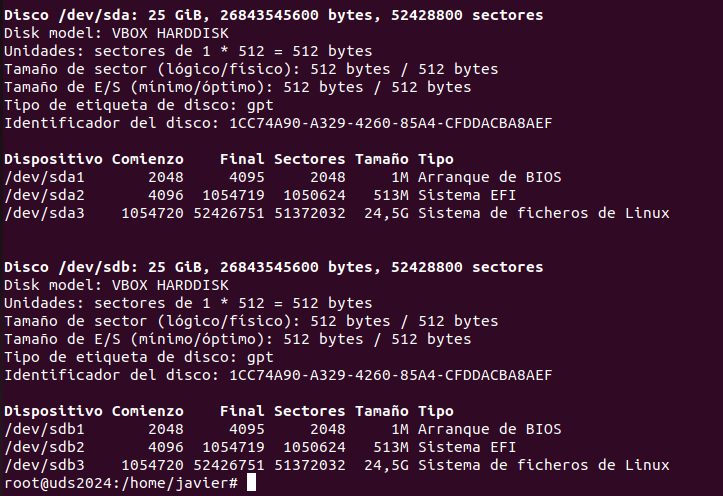 Disco /dev/sda: 25 GiB, 26843545600 bytes, 52428800 sectores
Disk model: VBOX HARDDISK
Unidades: sectores de 1 * 512 = 512 bytes
Tamaño de sector (lógico/físico): 512 bytes / 512 bytes
Tamaño de E/S (mínimo/óptimo): 512 bytes / 512 bytes
Tipo de etiqueta de disco: gpt
Identificador del disco: 1CC74A90-A329-4260-85A4-CFDDACBA8AEF
Dispositivo Comienzo Final Sectores Tamaño Tipo
/dev/sda1 2048 4095 2048 1M Arranque de BIOS
/dev/sda2 4096 1054719 1050624 513M Sistema EFI
/dev/sda3 1054720 52426751 51372032 24,5G Sistema de ficheros de Linux
Disco /dev/sdb: 25 GiB, 26843545600 bytes, 52428800 sectores
Disk model: VBOX HARDDISK
Unidades: sectores de 1 * 512 = 512 bytes
Tamaño de sector (lógico/físico): 512 bytes / 512 bytes
Tamaño de E/S (mínimo/óptimo): 512 bytes / 512 bytes
Tipo de etiqueta de disco: gpt
Identificador del disco: 1CC74A90-A329-4260-85A4-CFDDACBA8AEF
Dispositivo Comienzo Final Sectores Tamaño Tipo
/dev/sdb1 2048 4095 2048 1M Arranque de BIOS
/dev/sdb2 4096 1054719 1050624 513M Sistema EFI
/dev/sdb3 1054720 52426751 51372032 24,5G Sistema de ficheros de Linux
root@uds2024:/home/javier#